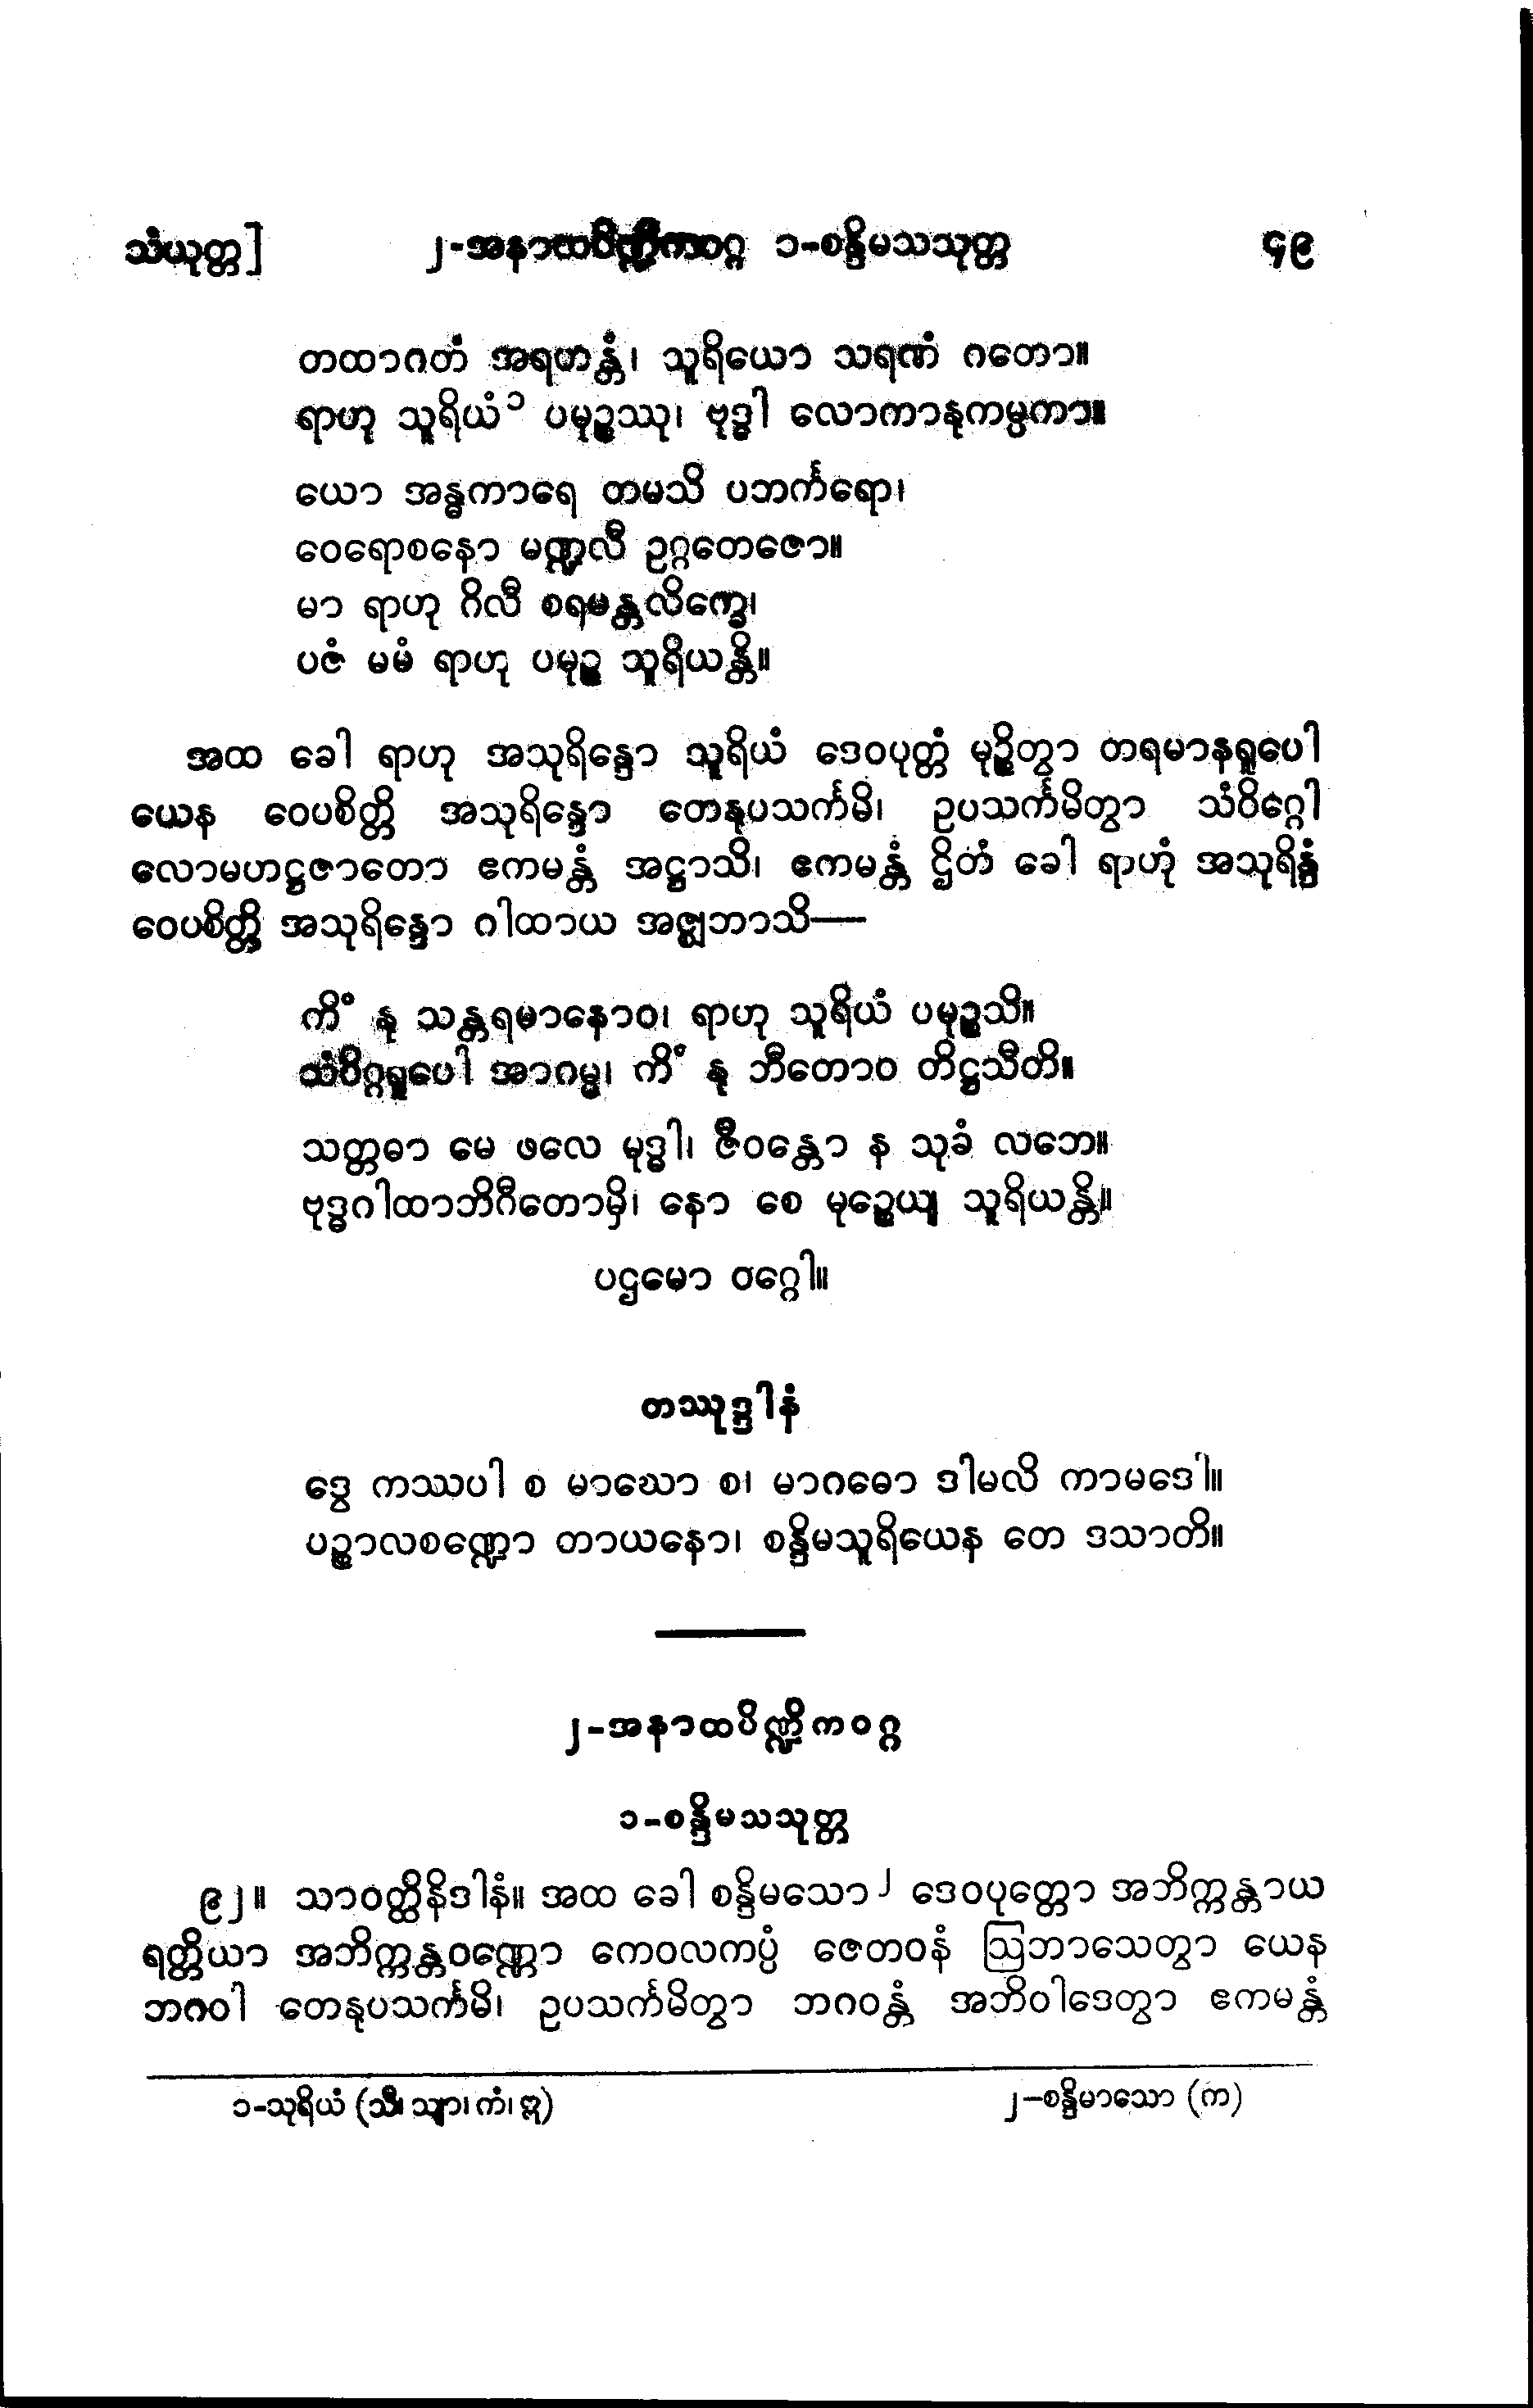 သံယုတ္တ]	၂-အနာထပိဏ္ဍိကဝဂ္ဂ ၁-စန္ဒိမသသုတ္တ	၄၉
တထာဂတံ အရဟန္တံ၊ သူရိယော သရဏံ ဂတော။
ရာဟု သူရိယံ၁ ပမုဉ္စဿု၊ ဗုဒ္ဓါ လောကာနုကမ္ပကာ။
ယော အန္ဓကာရေ တမသိ ပဘင်္ကရော၊
ဝေရောစနော မဏ္ဍလီ ဥဂ္ဂတေဇော။
မာ ရာဟု ဂိလီ စရမန္တလိက္ခေ၊
ပဇံ မမံ ရာဟု ပမုဉ္စ သူရိယန္တိ။
အထ ခေါ ရာဟု အသုရိန္ဒော သူရိယံ ဒေဝပုတ္တံ မုဉ္စိတွာ တရမာနရူပေါ
ယေန ဝေပစိတ္တိ အသုရိန္ဒော တေနုပသင်္ကမိ၊ ဥပသင်္ကမိတွာ သံဝိဂ္ဂေါ
လောမဟဋ္ဌဇာတော ဧကမန္တံ အဋ္ဌာသိ၊ ဧကမန္တံ ဌိတံ ခေါ ရာဟုံ အသုရိန္ဒံ
ဝေပစိတ္တိ အသုရိန္ဒော ဂါထာယ အဇ္ဈဘာသိ—
ကိံ နု သန္တရမာနောဝ၊ ရာဟု သူရိယံ ပမုဉ္စသိ။
သံဝိဂ္ဂရူပေါ အာဂမ္မ၊ ကိံ နု ဘီတောဝ တိဋ္ဌသီတိ။
သတ္တဓာ မေ ဖလေ မုဒ္ဓါ၊ ဇီဝန္တော န သုခံ လဘေ။
ဗုဒ္ဓဂါထာဘိဂီတောမှိ၊ နော စေ မုဉ္စေယျ သူရိယန္တိ။
ပဌမော ဝဂ္ဂေါ။
တဿုဒ္ဒါနံ
ဒွေ ကဿပါ စ မာဃော စ၊ မာဂဓော ဒါမလိ ကာမဒေါ။
ပဉ္စာလစဏ္ဍော တာယနော၊ စန္ဒိမသူရိယေန တေ ဒသာတိ။
၂-အနာထပိဏ္ဍိကဝဂ္ဂ
၁-စန္ဒိမသသုတ္တ
၉၂။ သာဝတ္ထိနိဒါနံ။ အထ ခေါ စန္ဒိမသော၂ ဒေဝပုတ္တော အဘိက္ကန္တာယ
ရတ္တိယာ အဘိက္ကန္တဝဏ္ဏော ကေဝလကပ္ပံ ဇေတဝနံ ဩဘာသေတွာ ယေန
ဘဂဝါ တေနုပသင်္ကမိ၊ ဥပသင်္ကမိတွာ ဘဂဝန္တံ အဘိဝါဒေတွာ ဧကမန္တံ
၁-သုရိယံ (သီ၊ သျာ၊ ကံ၊ ဣ)	၂-စန္ဒိမာသော (က)